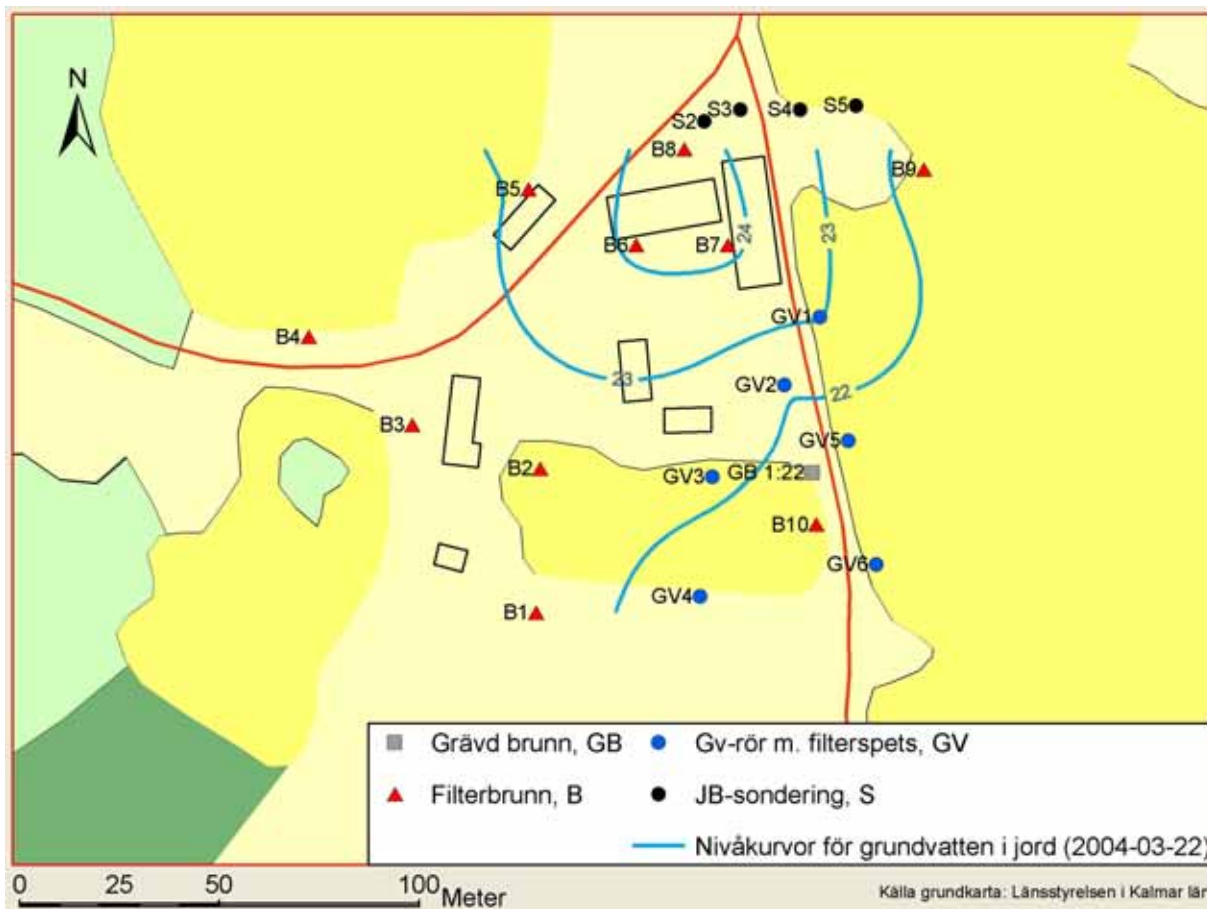 N
S3
S4
S5
S2
B8
B9
B5
24
23
B6
B7
GV1
B4
23
GV2
22
B3
GV5
B2
GV3
GB 1:22
B10
GV6
GV4
B1
Grävd brunn, GB
Gv-rör m. filterspets, GV
Filterbrunn, B
JB-sondering, S
Nivåkurvor för grundvatten i jord (2004-03-22)
0 25 50 100 Meter
Källa grundkarta: Länsstyrelsen i Kalmar län